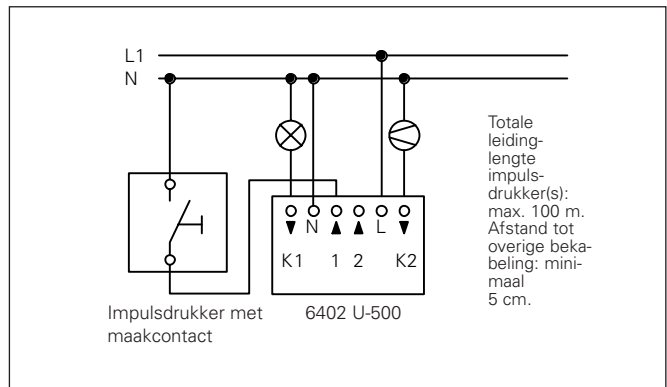 L1
N
Totale
leiding-
lengte
impuls-
drukker(s):
max. 100 m.
Afstand tot
overige beka-
beling: mini-
maal
5 cm.
N L
K1 1 2 K2
Impulsdrukker met
maakcontact
6402 U-500